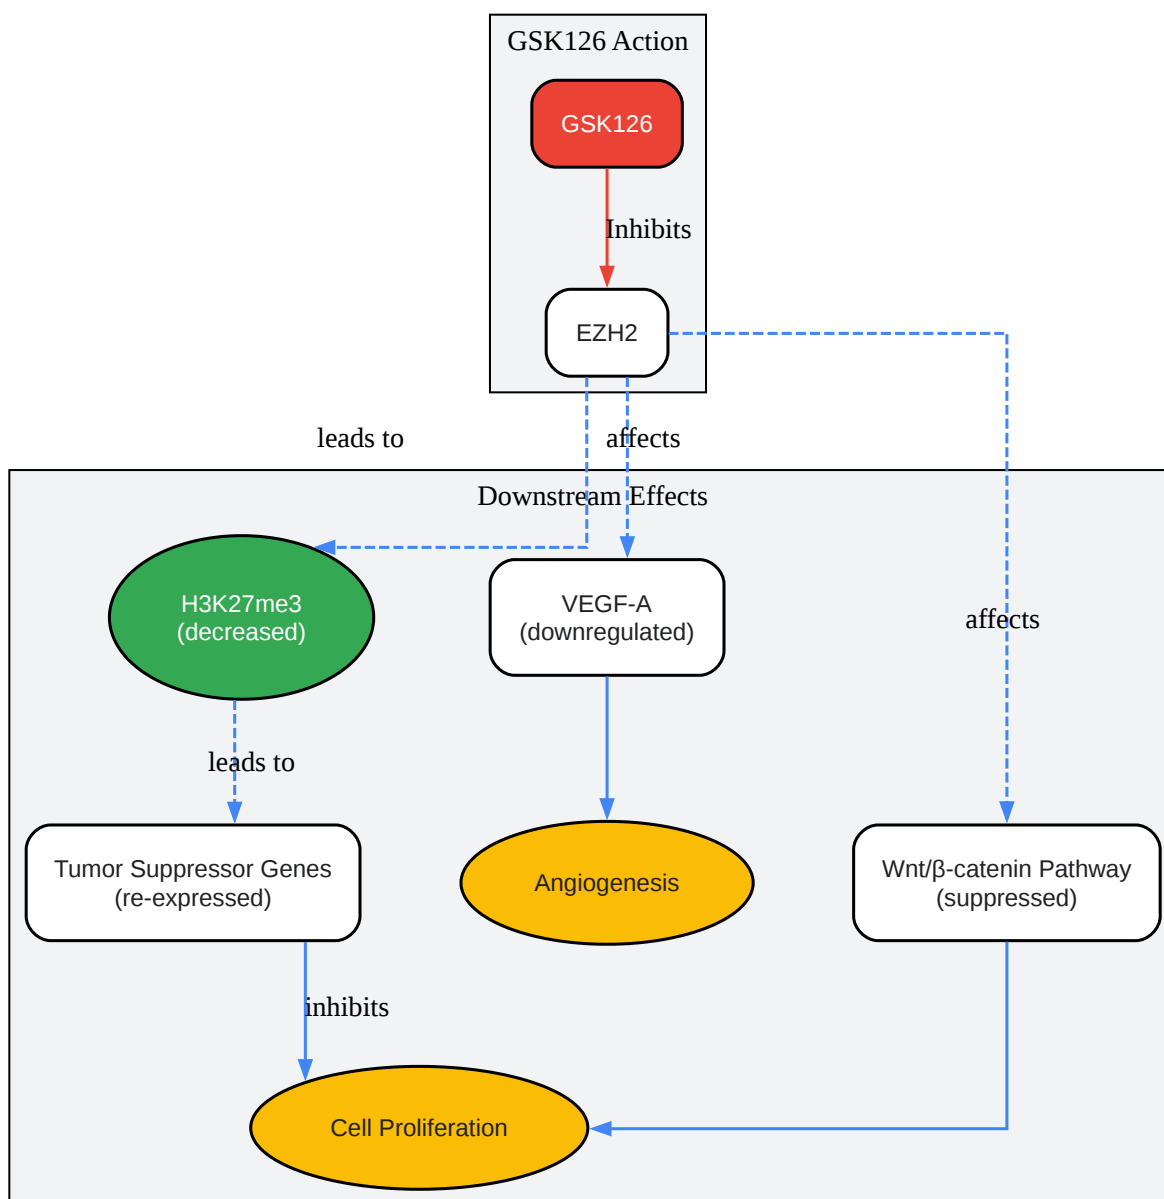 GSK126 Action
GSK126
Inhibits
EZH2
leads to
affects
Downstream Effects
H3K27me3
(decreased)
VEGF-A
(downregulated)
affects
leads to
Tumor Suppressor Genes
(re-expressed)
Angiogenesis
Wnt/β-catenin Pathway
(suppressed)
inhibits
Cell Proliferation